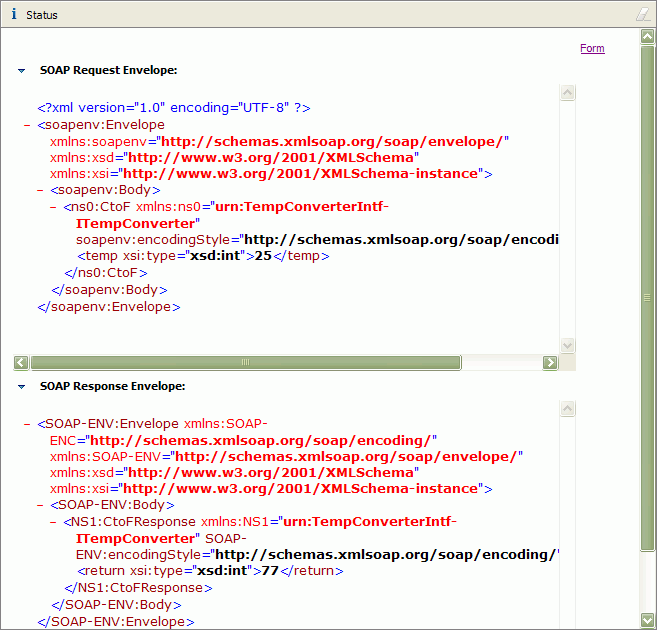 i Status
Form
SOAP Request Envelope:
<?xml version="1.0" encoding="UTF-8" ?>
- <soapenv:Envelope
xmlns:soapenv="http://schemas.xmlsoap.org/soap/envelope/"
xmlns:xsd="http://www.w3.org/2001/XMLSchema"
xmlns:xsi="http://www.w3.org/2001/XMLSchema-instance">
- <soapenv:Body>
- <ns0:CtoF xmlns:ns0="urn:TempConverterIntf-
ITempConverter"
soapenv:encodingStyle="http://schemas.xmlsoap.org/soap/encodi
<temp xsi:type="xsd:int">25</temp>
</ns0:CtoF>
</soapenv:Body>
</soapenv:Envelope>
SOAP Response Envelope:
- <SOAP-ENV:Envelope xmlns:SOAP-
ENC="http://schemas.xmlsoap.org/soap/encoding/"
xmlns:SOAP-ENV="http://schemas.xmlsoap.org/soap/envelope/"
xmlns:xsd="http://www.w3.org/2001/XMLSchema"
xmlns:xsi="http://www.w3.org/2001/XMLSchema-instance">
- <SOAP-ENV:Body>
- <NS1:CtoFResponse xmlns:NS1="urn:TempConverterIntf-
ITempConverter" SOAP-
ENV:encodingStyle="http://schemas.xmlsoap.org/soap/encoding/"
<return xsi:type="xsd:int">77</return>
</NS1:CtoFResponse>
</SOAP-ENV:Body>
</SOAP-ENV:Envelope>